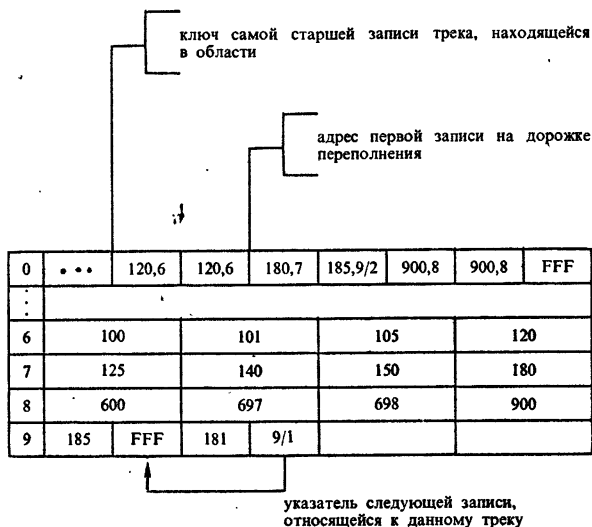 ключ самой старшей записи трека, находящейся
в области
адрес первой записи на дорожке
переполнения
0 • • • 120,6 120,6 180,7 185,9/2 900,8 900,8 FFF
⋮
6 100 101 105 120
7 125 140 150 180
8 600 697 698 900
9 185 FFF 181 9/1
указатель следующей записи,
относящейся к данному треку